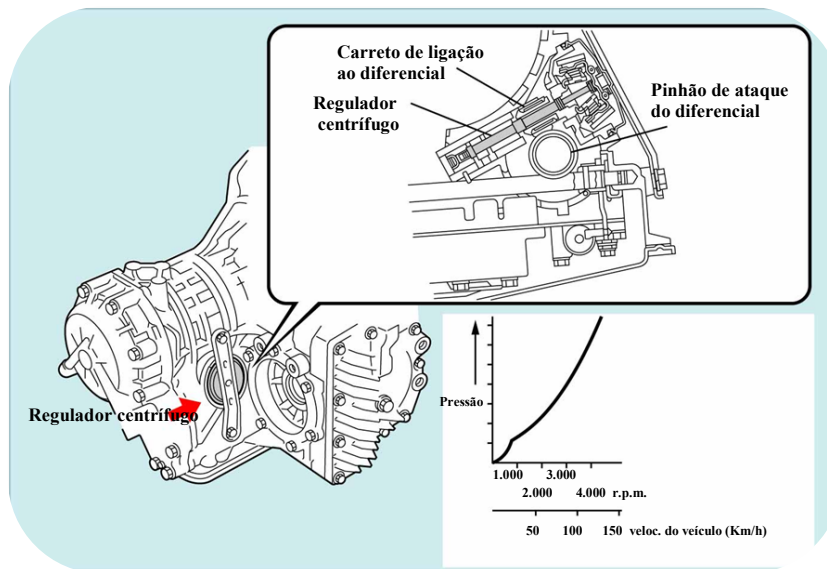 Carreto de ligação
ao diferencial
Regulador
centrífugo
Pinhão de ataque
do diferencial
Regulador centrífugo
Pressão
1.000 3.000
2.000 4.000 r.p.m.
50 100 150 veloc. do veículo (Km/h)